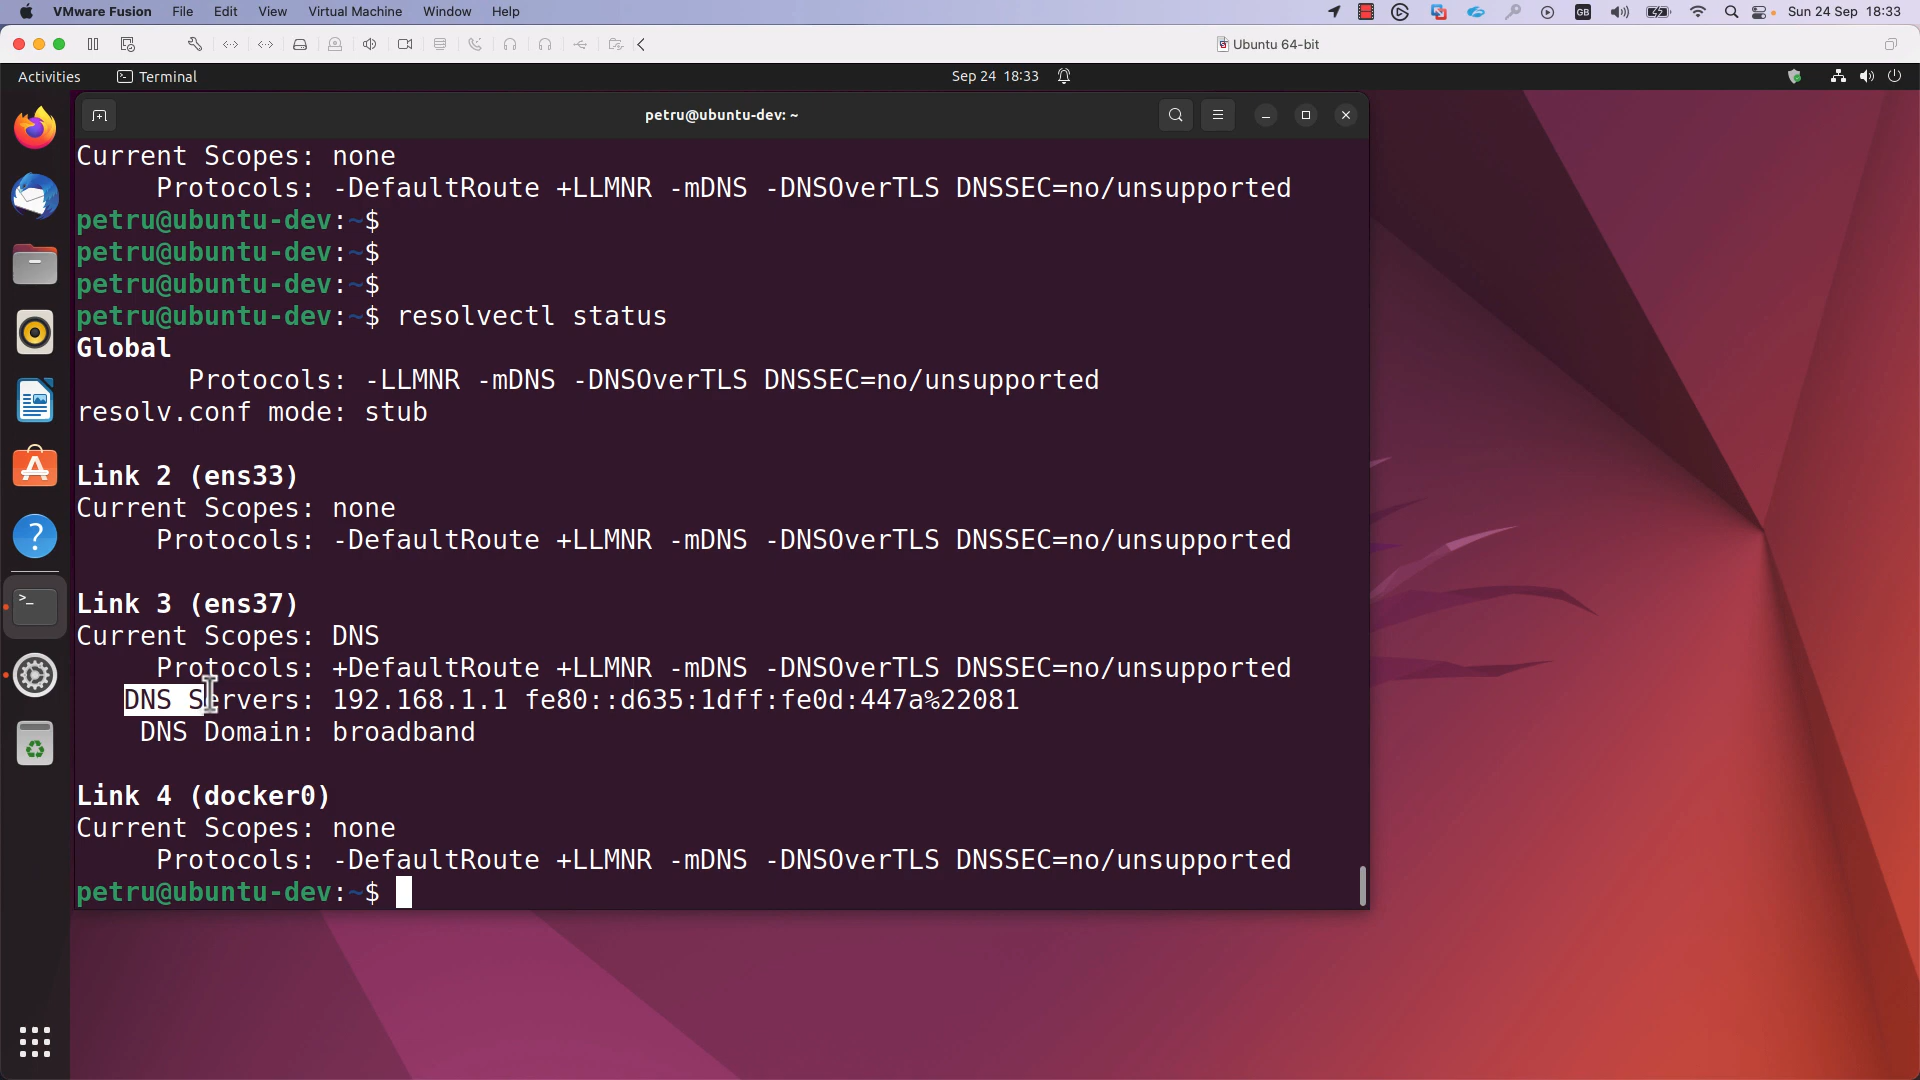 VMware Fusion File Edit View Virtual Machine Window Help GB Sun 24 Sep 18:33
Ubuntu 64-bit
Activities Terminal Sep 24 18:33
petru@ubuntu-dev: ~
Current Scopes: none
Protocols: -DefaultRoute +LLMNR -mDNS -DNSOverTLS DNSSEC=no/unsupported
petru@ubuntu-dev:~$
petru@ubuntu-dev:~$
petru@ubuntu-dev:~$
petru@ubuntu-dev:~$ resolvectl status
Global
Protocols: -LLMNR -mDNS -DNSOverTLS DNSSEC=no/unsupported
resolv.conf mode: stub
Link 2 (ens33)
Current Scopes: none
Protocols: -DefaultRoute +LLMNR -mDNS -DNSOverTLS DNSSEC=no/unsupported
Link 3 (ens37)
Current Scopes: DNS
Protocols: +DefaultRoute +LLMNR -mDNS -DNSOverTLS DNSSEC=no/unsupported
DNS Servers: 192.168.1.1 fe80::d635:1dff:fe0d:447a%22081
DNS Domain: broadband
Link 4 (docker0)
Current Scopes: none
Protocols: -DefaultRoute +LLMNR -mDNS -DNSOverTLS DNSSEC=no/unsupported
petru@ubuntu-dev:~$